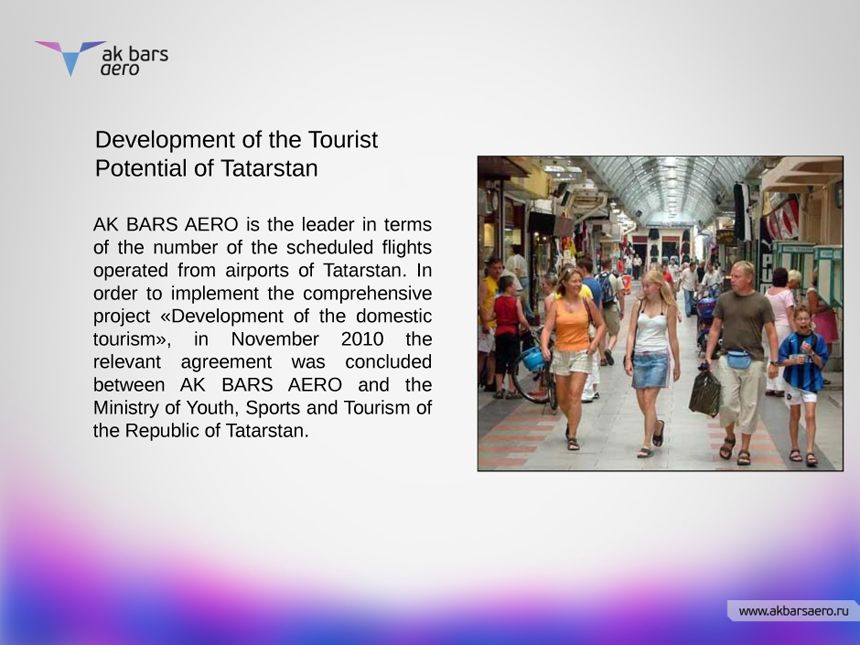 ak bars
aero
Development of the Tourist
Potential of Tatarstan
AK BARS AERO is the leader in terms
of the number of the scheduled flights
operated from airports of Tatarstan. In
order to implement the comprehensive
project «Development of the domestic
tourism», in November 2010 the
relevant agreement was concluded
between AK BARS AERO and the
Ministry of Youth, Sports and Tourism of
the Republic of Tatarstan.
www.akbarsaero.ru